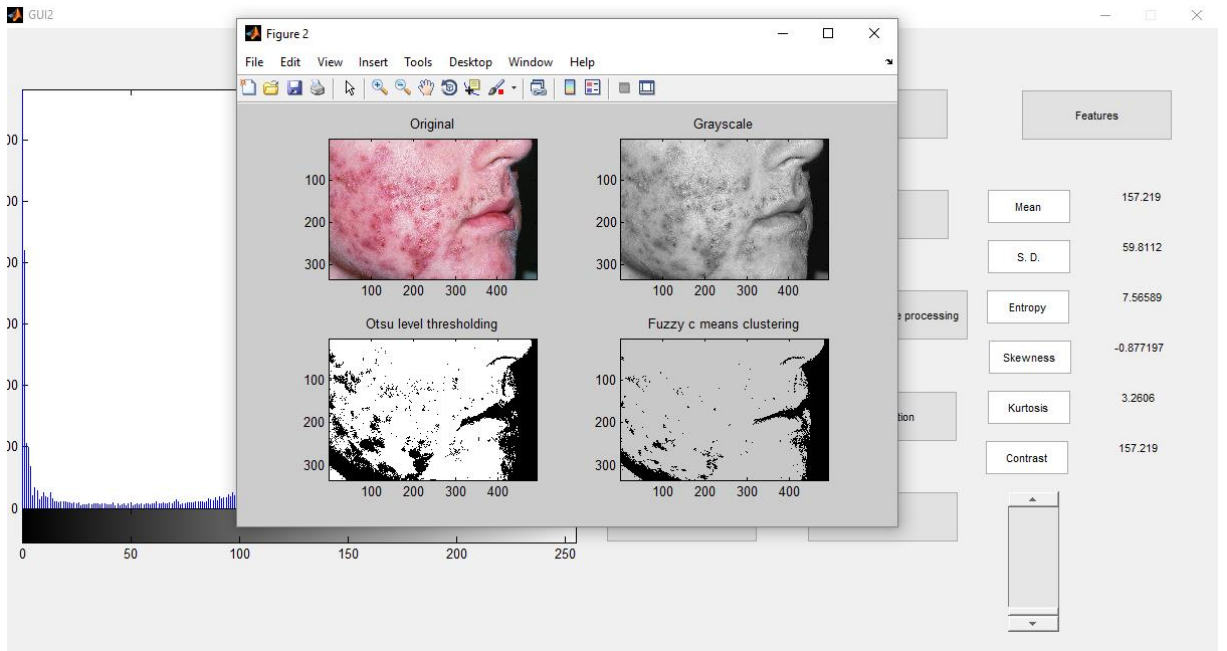 GUI2
Figure 2
File Edit View Insert Tools Desktop Window Help
Original
Grayscale
100
200
300
100 200 300 400
100
200
300
100 200 300 400
Otsu level thresholding
Fuzzy c means clustering
100
200
300
100 200 300 400
100
200
300
100 200 300 400
0
0 50 100 150 200 250
processing
Features
Mean 157.219
S. D. 59.8112
Entropy 7.56589
Skewness -0.877197
Kurtosis 3.2606
Contrast 157.219